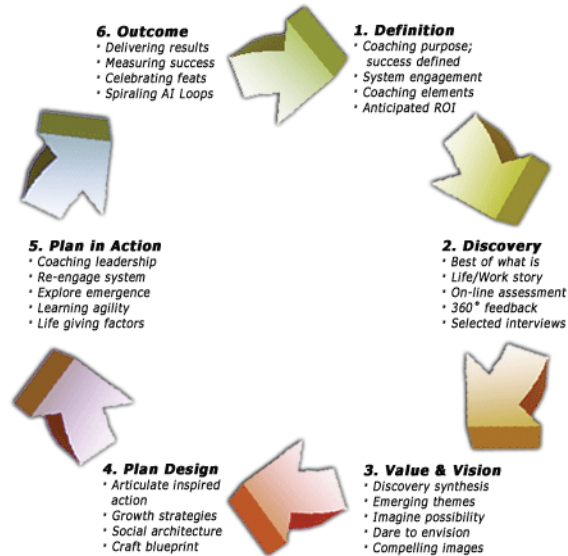 6. Outcome
· Delivering results
· Measuring success
· Celebrating feats
· Spiraling AI Loops
1. Definition
· Coaching purpose;
success defined
· System engagement
· Coaching elements
· Anticipated ROI
2. Discovery
· Best of what is
· Life/Work story
· On-line assessment
· 360° feedback
· Selected interviews
3. Value & Vision
· Discovery synthesis
· Emerging themes
· Imagine possibility
· Dare to envision
· Compelling images
4. Plan Design
· Articulate inspired
action
· Growth strategies
· Social architecture
· Craft blueprint
5. Plan in Action
· Coaching leadership
· Re-engage system
· Explore emergence
· Learning agility
· Life giving factors